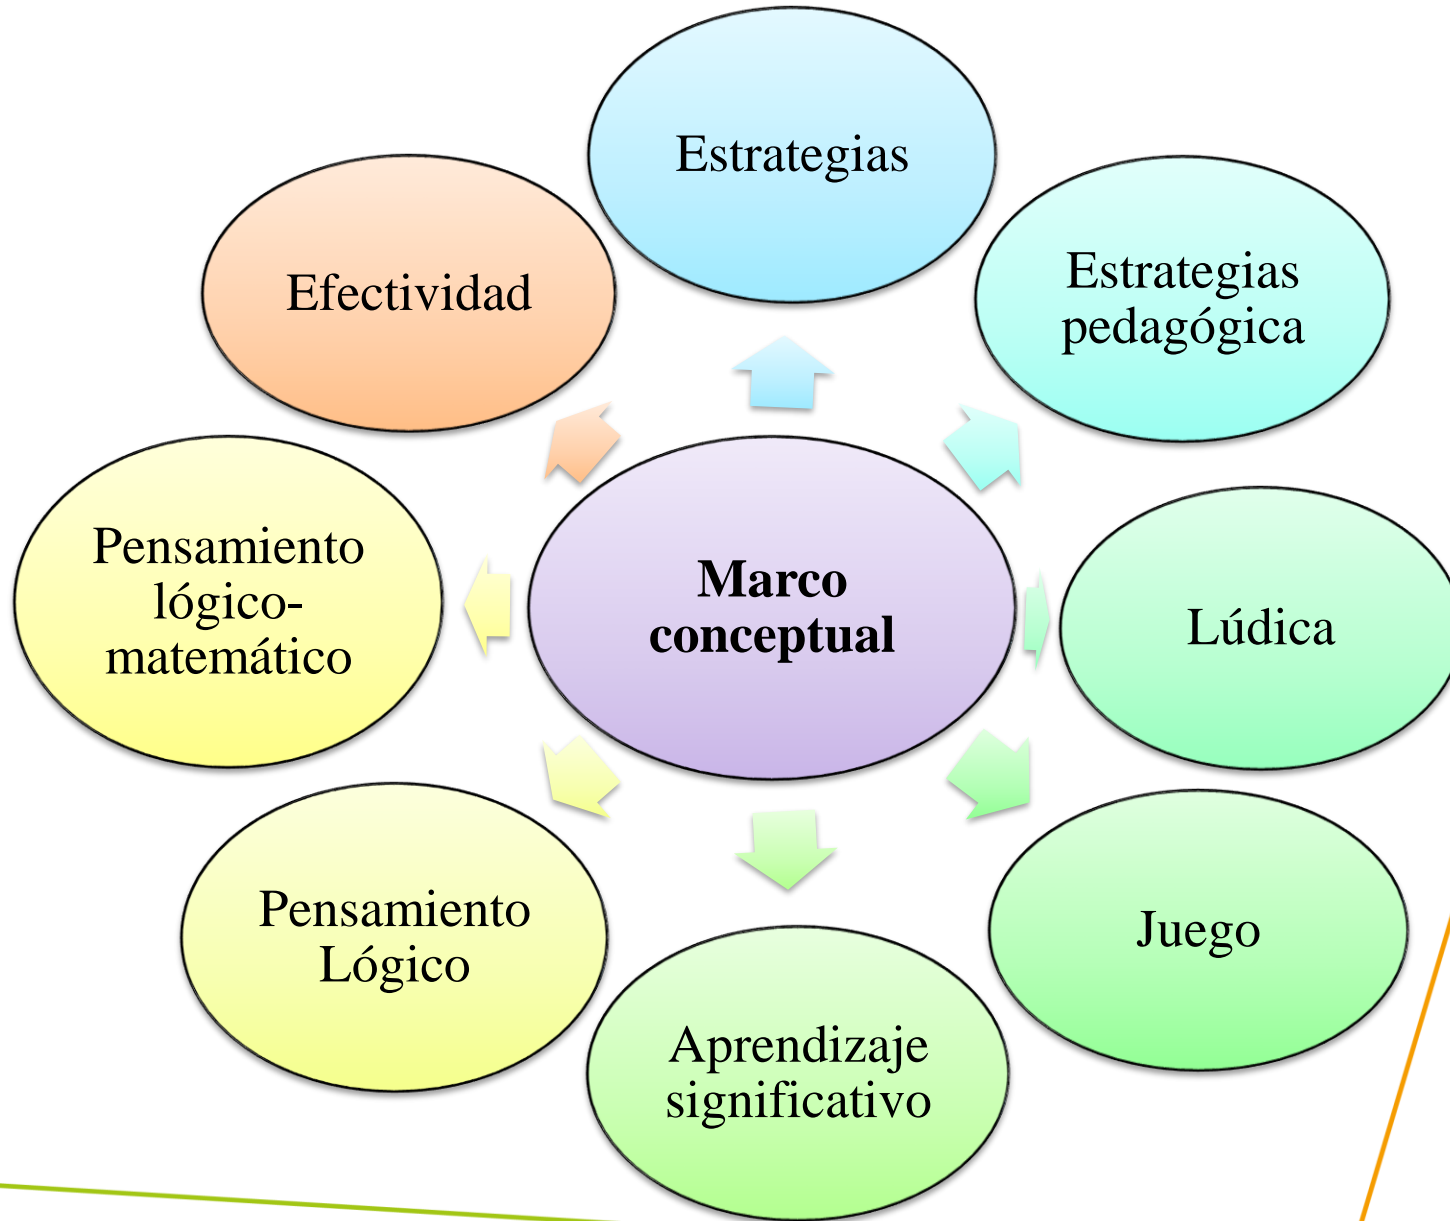 Estrategias
Estrategias
pedagógica
Lúdica
Juego
Aprendizaje
significativo
Pensamiento
Lógico
Pensamiento
lógico-
matemático
Efectividad
Marco
conceptual